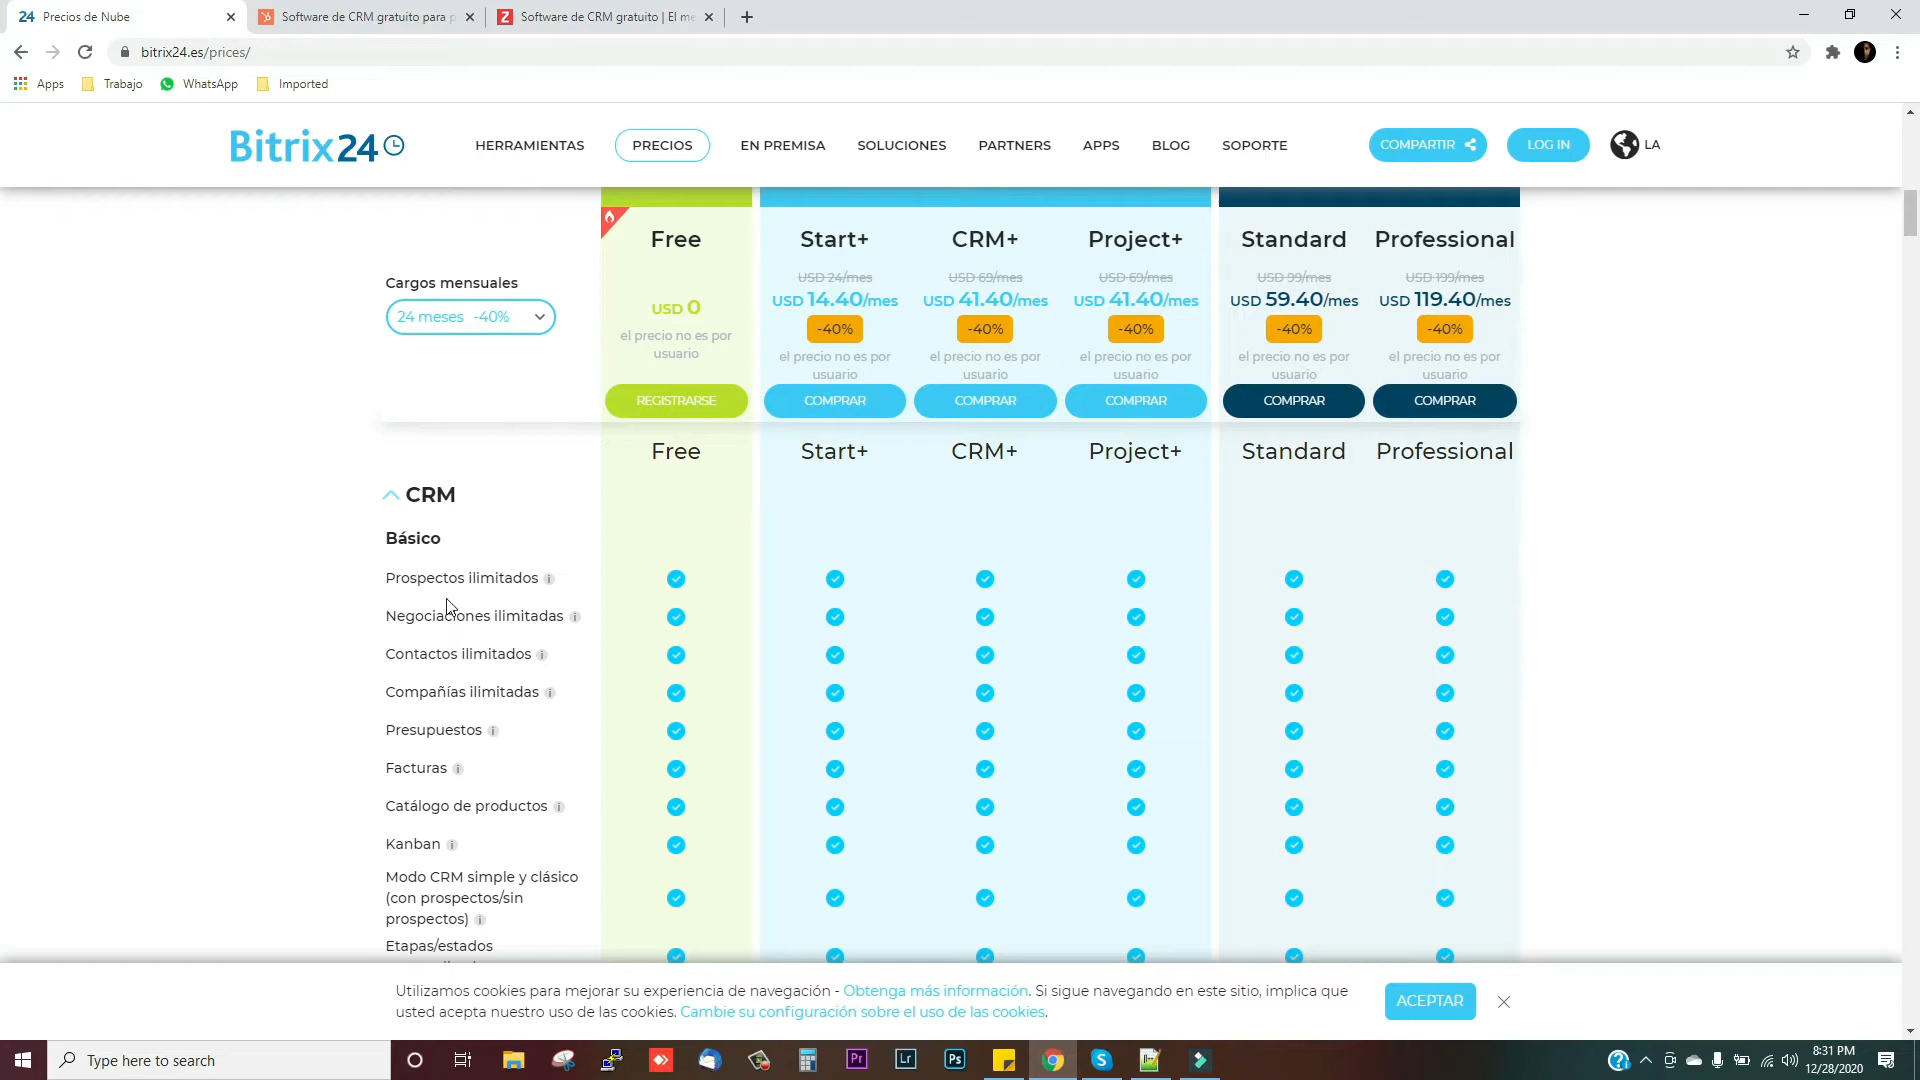 24 Precios de Nube
Software de CRM gratuito para p
Z Software de CRM gratuito | El me
bitrix24.es/prices/
Apps Trabajo WhatsApp Imported
Bitrix24
HERRAMIENTAS PRECIOS EN PREMISA SOLUCIONES PARTNERS APPS BLOG SOPORTE COMPARTIR LOG IN LA
Free Start+ CRM+ Project+ Standard Professional
USD 24/mes USD 69/mes USD 69/mes USD 99/mes USD 199/mes
Cargos mensuales
24 meses -40%
USD 0 USD 14.40/mes USD 41.40/mes USD 41.40/mes USD 59.40/mes USD 119.40/mes
-40% -40% -40% -40% -40%
el precio no es por
usuario
el precio no es por
usuario
el precio no es por
usuario
el precio no es por
usuario
el precio no es por
usuario
el precio no es por
usuario
REGISTRARSE COMPRAR COMPRAR COMPRAR COMPRAR COMPRAR
Free Start+ CRM+ Project+ Standard Professional
CRM
Básico
Prospectos ilimitados i
Negociaciones ilimitadas i
Contactos ilimitados i
Compañías ilimitadas i
Presupuestos i
Facturas i
Catálogo de productos i
Kanban i
Modo CRM simple y clásico
(con prospectos/sin
prospectos) i
Etapas/estados
Utilizamos cookies para mejorar su experiencia de navegación - Obtenga más información. Si sigue navegando en este sitio, implica que
usted acepta nuestro uso de las cookies. Cambie su configuración sobre el uso de las cookies.
ACEPTAR
Type here to search
Pr Lr Ps
8:31 PM
12/28/2020